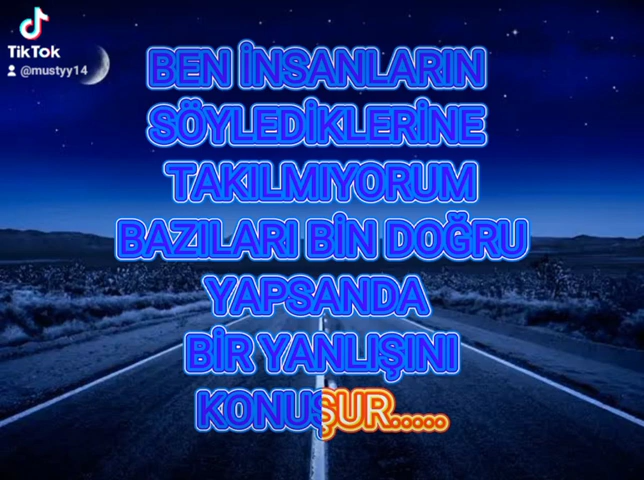 TikTok
@mustyy14
BEN İNSANLARIN
SÖYLEDİKLERİNE
TAKILMIYORUM
BAZILARI BİN DOĞRU
YAPSANDA
BİR YANLIŞINI
KONUŞUR.....